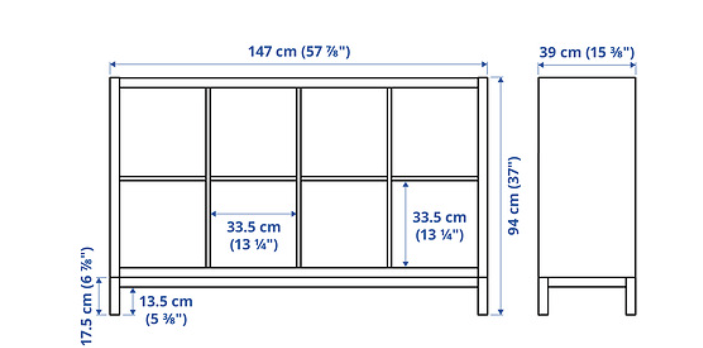 147 cm (57 ⅞")
39 cm (15 ⅜")
94 cm (37")
33.5 cm
(13 ¼")
33.5 cm
(13 ¼")
17.5 cm (6 ⅞")
13.5 cm
(5 ⅜")